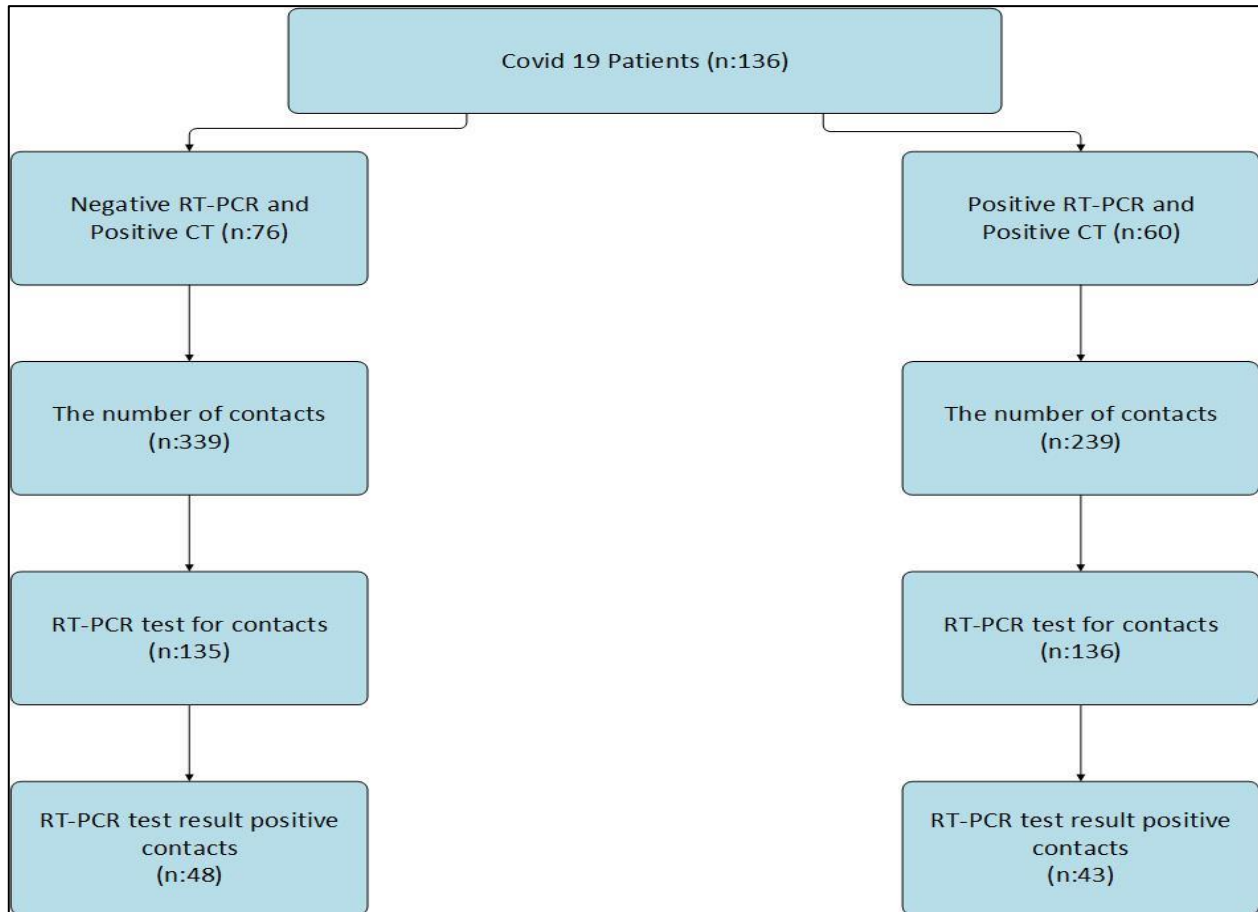 Covid 19 Patients (n:136)
Negative RT-PCR and
Positive CT (n:76)
Positive RT-PCR and
Positive CT (n:60)
The number of contacts
(n:339)
The number of contacts
(n:239)
RT-PCR test for contacts
(n:135)
RT-PCR test for contacts
(n:136)
RT-PCR test result positive
contacts
(n:48)
RT-PCR test result positive
contacts
(n:43)